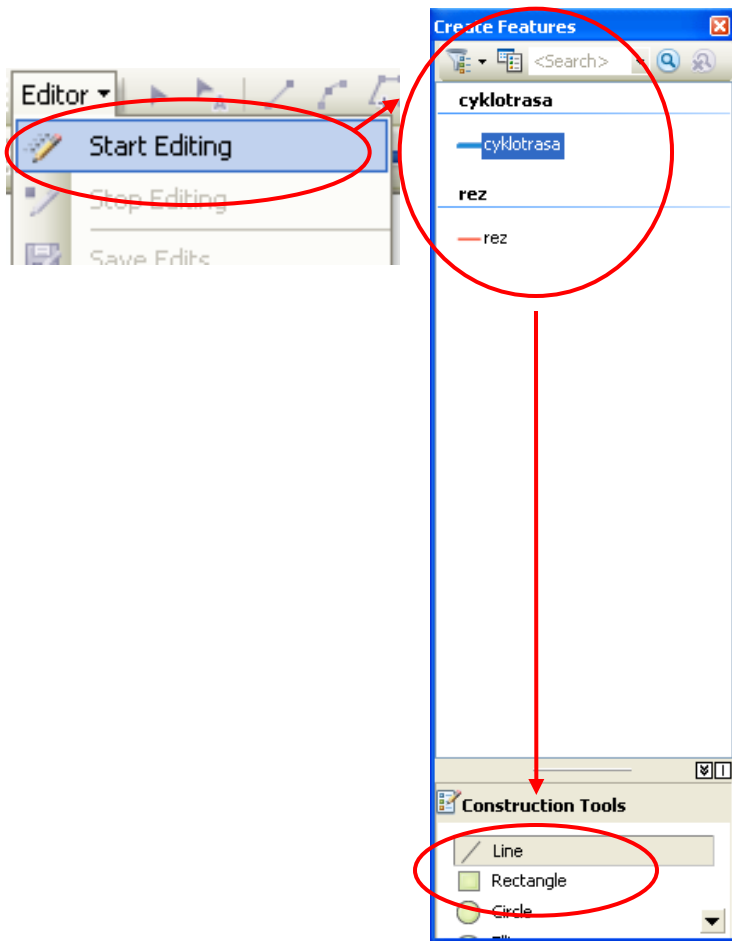 Editor
Start Editing
Stop Editing
Save Edits
Create Features
<Search>
cyklotrasa
cyklotrasa
rez
rez
Construction Tools
Line
Rectangle
Circle